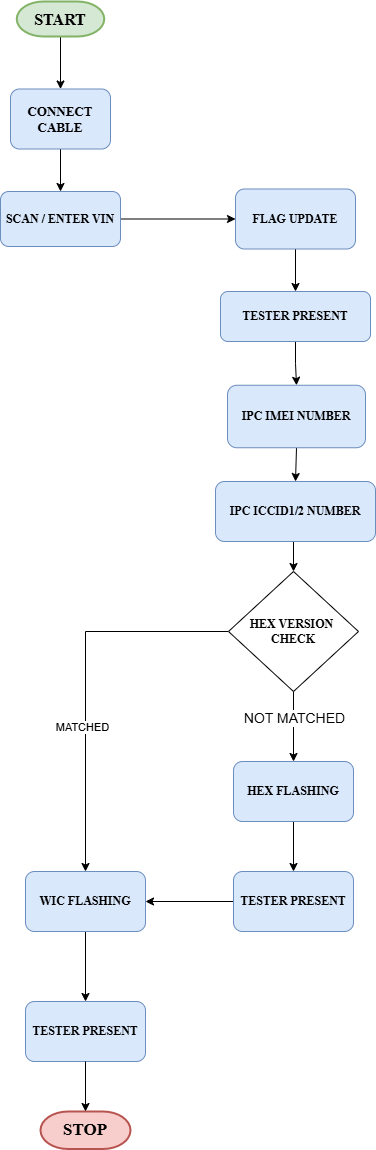 START
CONNECT
CABLE
SCAN / ENTER VIN
FLAG UPDATE
TESTER PRESENT
IPC IMEI NUMBER
IPC ICCID1/2 NUMBER
HEX VERSION
CHECK
NOT MATCHED
MATCHED
HEX FLASHING
TESTER PRESENT
WIC FLASHING
TESTER PRESENT
STOP